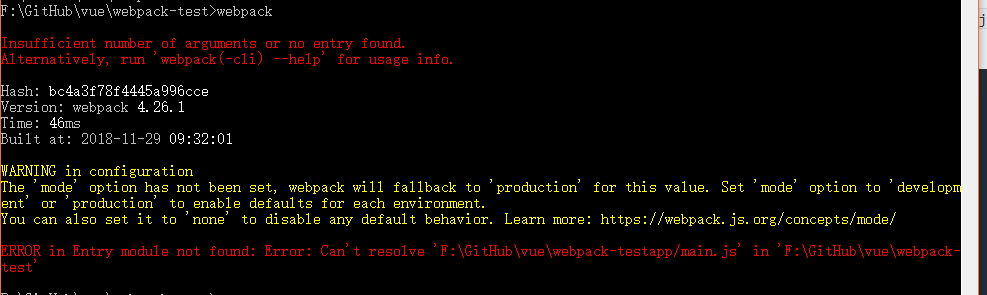 F:\GitHub\vue\webpack-test>webpack
Insufficient number of arguments or no entry found.
Alternatively, run 'webpack(-cli) --help' for usage info.
Hash: bc4a3f78f4445a996cce
Version: webpack 4.26.1
Time: 46ms
Built at: 2018-11-29 09:32:01
WARNING in configuration
The 'mode' option has not been set, webpack will fallback to 'production' for this value. Set 'mode' option to 'developm
ent' or 'production' to enable defaults for each environment.
You can also set it to 'none' to disable any default behavior. Learn more: https://webpack.js.org/concepts/mode/
ERROR in Entry module not found: Error: Can't resolve 'F:\GitHub\vue\webpack-testapp/main.js' in 'F:\GitHub\vue\webpack-
test'